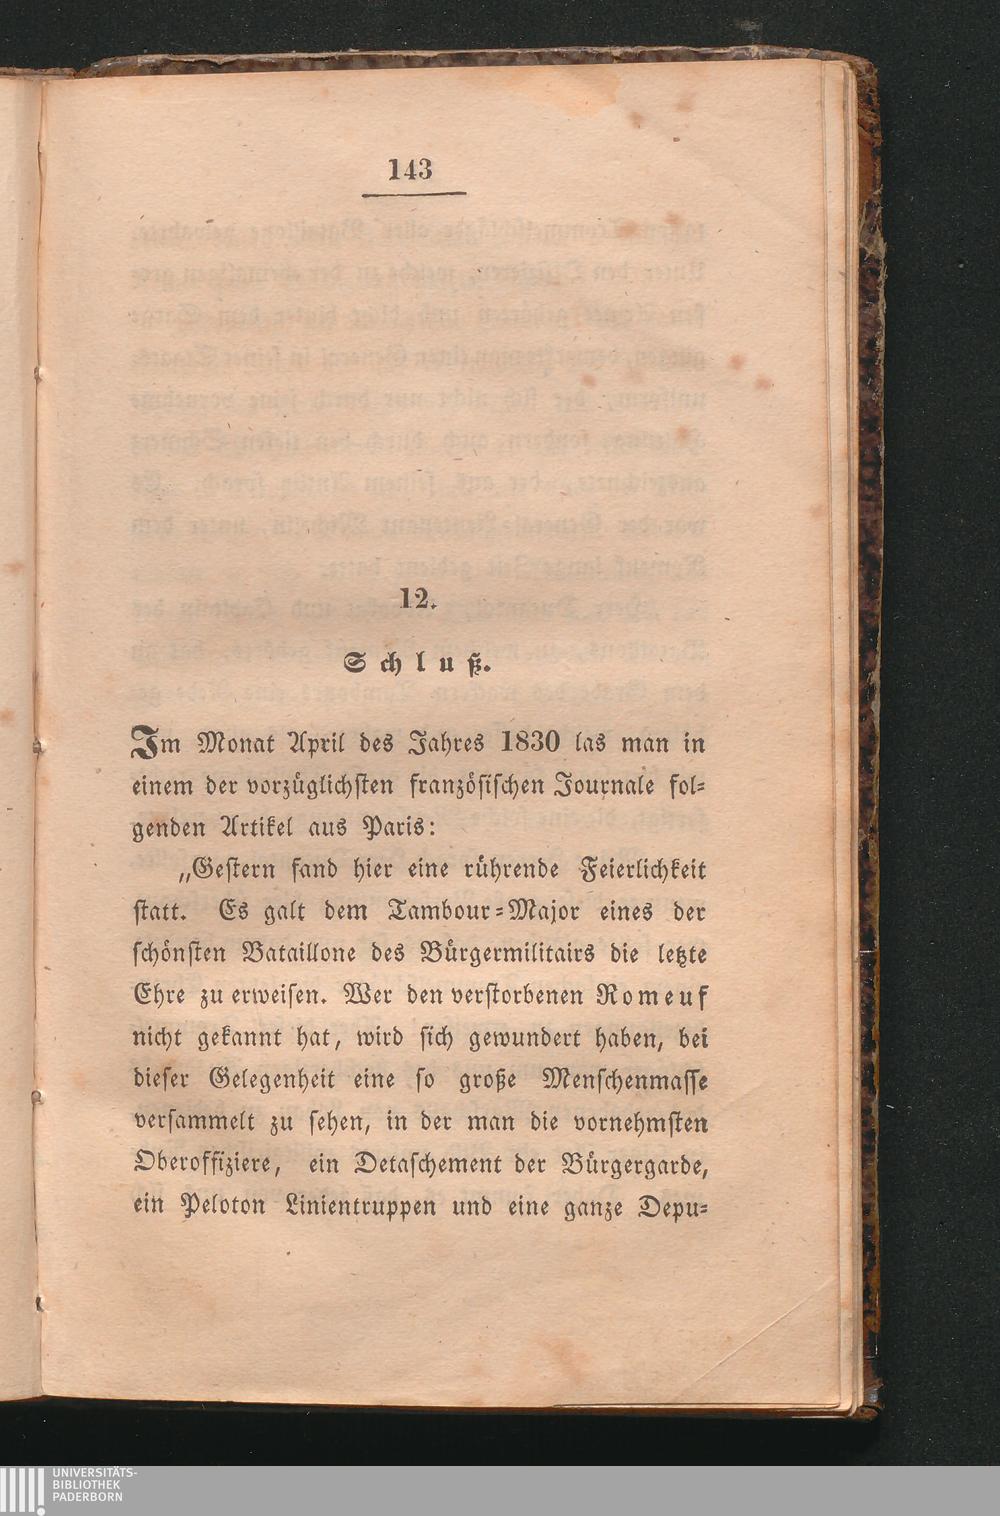 143
12.
Schluß.
Im Monat April des Jahres 1830 las man in
einem der vorzüglichsten französischen Journale fol=
genden Artikel aus Paris:
„Gestern fand hier eine rührende Feierlichkeit
statt. Es galt dem Tambour=Major eines der
schönsten Bataillone des Bürgermilitairs die letzte
Ehre zu erweisen. Wer den verstorbenen Romeuf
nicht gekannt hat, wird sich gewundert haben, bei
dieser Gelegenheit eine so große Menschenmasse
versammelt zu sehen, in der man die vornehmsten
Oberoffiziere, ein Detaschement der Bürgergarde,
ein Peloton Linientruppen und eine ganze Depu=
UNIVERSITÄTS-
BIBLIOTHEK
PADERBORN